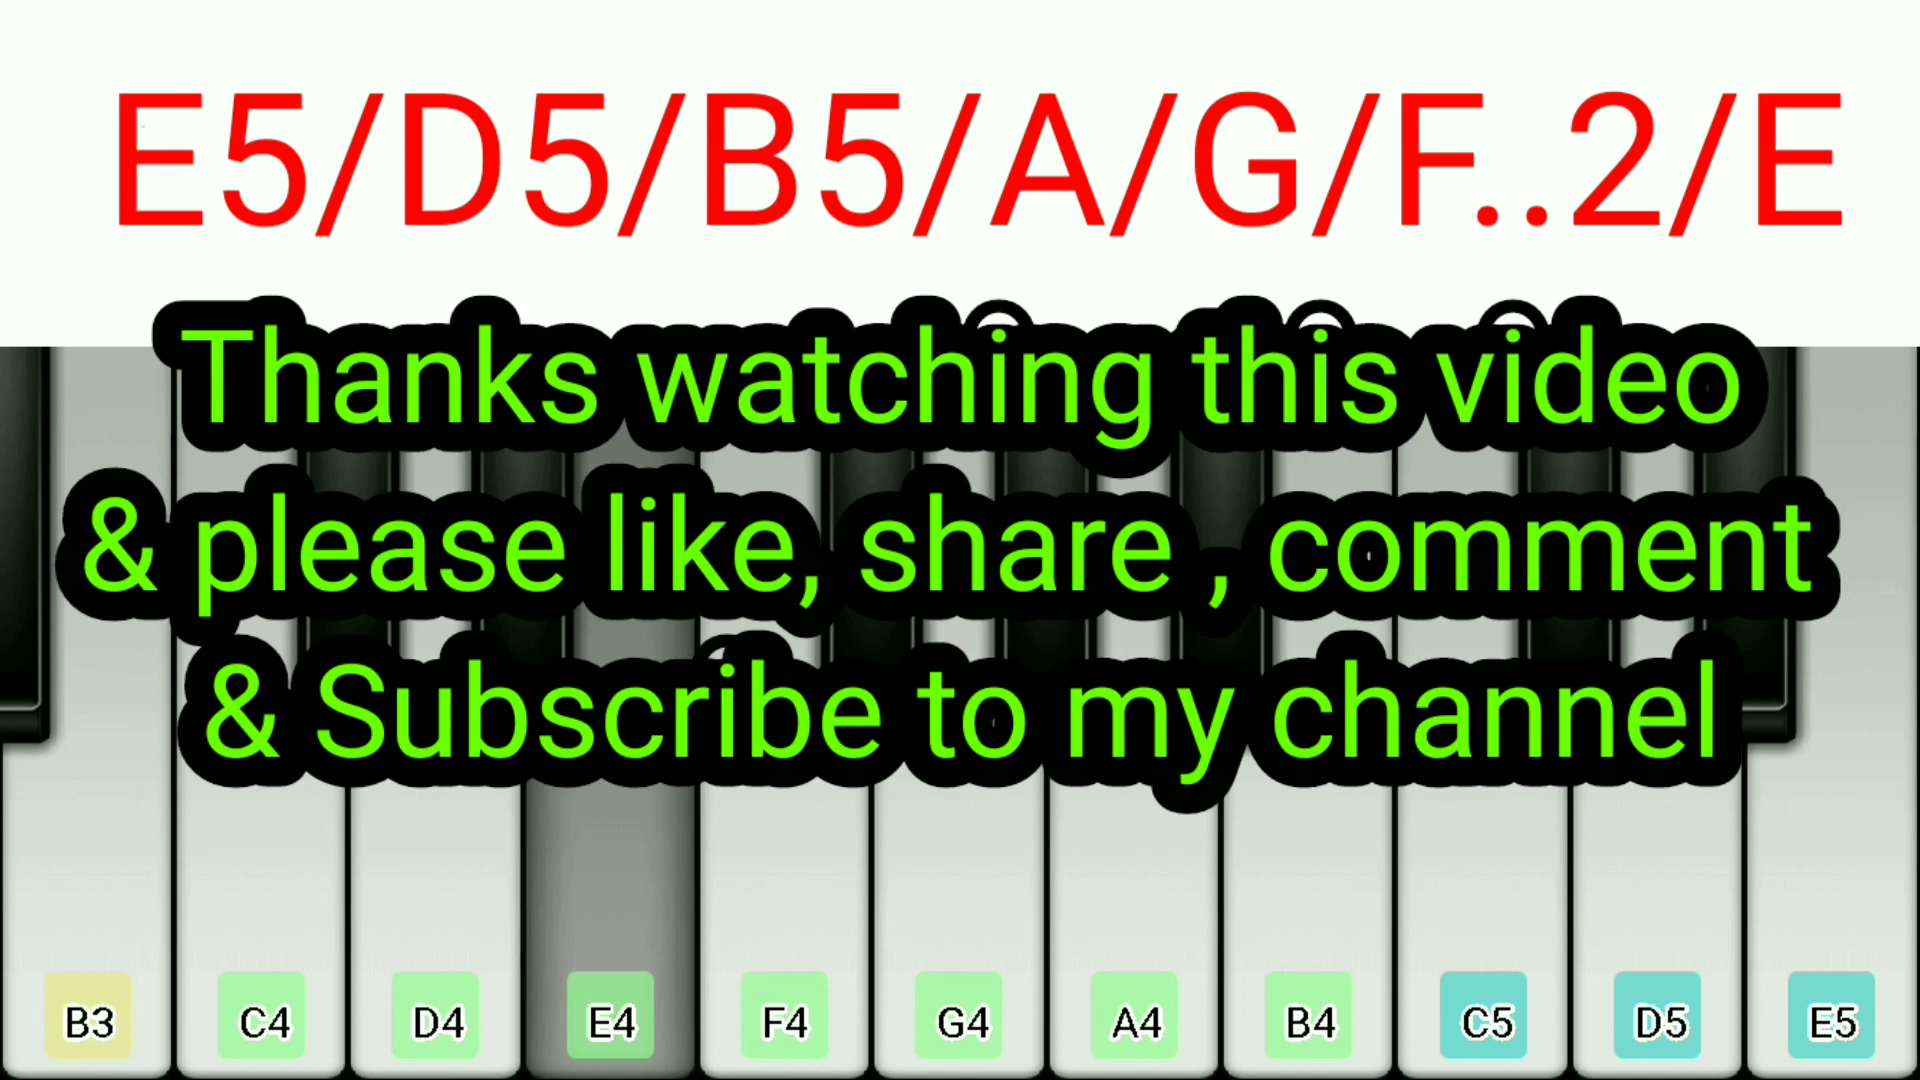 E5/D5/B5/A/G/F..2/E
Thanks watching this video
& please like, share , comment
& Subscribe to my channel
B3 C4 D4 E4 F4 G4 A4 B4 C5 D5 E5